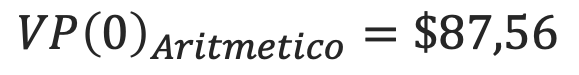 VP(0)Aritmetico = $87,56